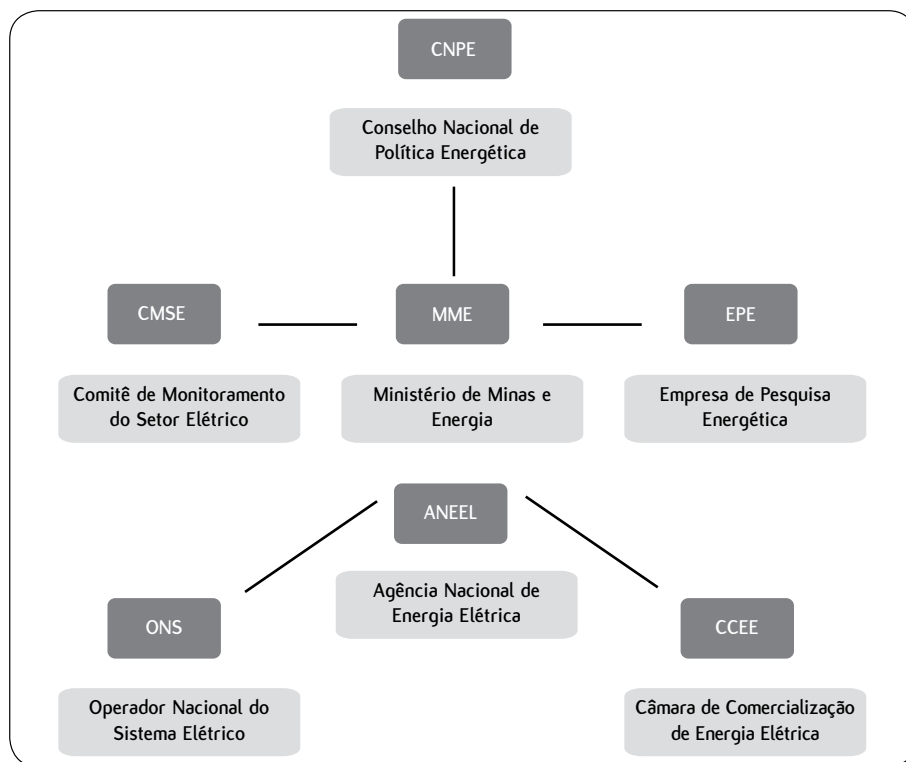 CNPE
Conselho Nacional de
Política Energética
CMSE
MME
EPE
Comitê de Monitoramento
do Setor Elétrico
Ministério de Minas e
Energia
Empresa de Pesquisa
Energética
ANEEL
Agência Nacional de
Energia Elétrica
ONS
CCEE
Operador Nacional do
Sistema Elétrico
Câmara de Comercialização
de Energia Elétrica